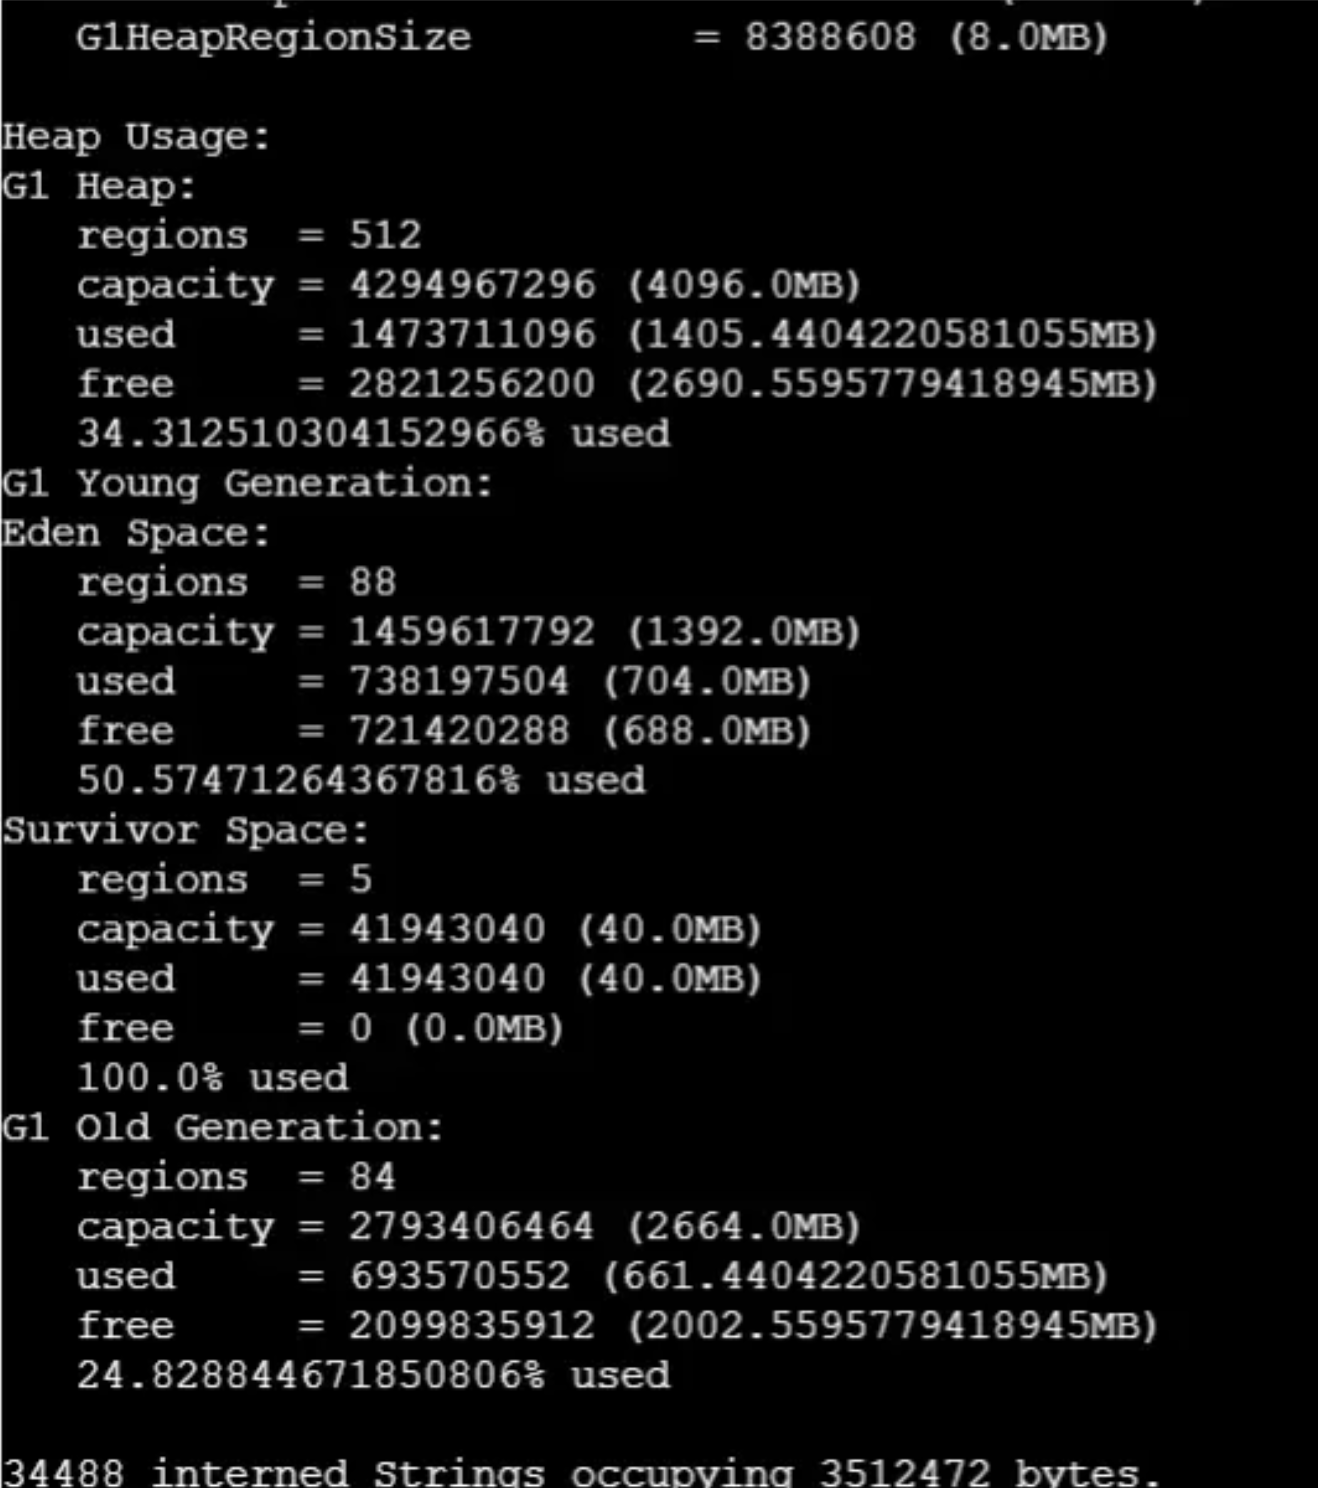 G1HeapRegionSize = 8388608 (8.0MB)
Heap Usage:
G1 Heap:
regions = 512
capacity = 4294967296 (4096.0MB)
used = 1473711096 (1405.4404220581055MB)
free = 2821256200 (2690.5595779418945MB)
34.312510304152966% used
G1 Young Generation:
Eden Space:
regions = 88
capacity = 1459617792 (1392.0MB)
used = 738197504 (704.0MB)
free = 721420288 (688.0MB)
50.57471264367816% used
Survivor Space:
regions = 5
capacity = 41943040 (40.0MB)
used = 41943040 (40.0MB)
free = 0 (0.0MB)
100.0% used
G1 Old Generation:
regions = 84
capacity = 2793406464 (2664.0MB)
used = 693570552 (661.4404220581055MB)
free = 2099835912 (2002.5595779418945MB)
24.828844671850806% used
34488 interned Strings occupying 3512472 bytes.